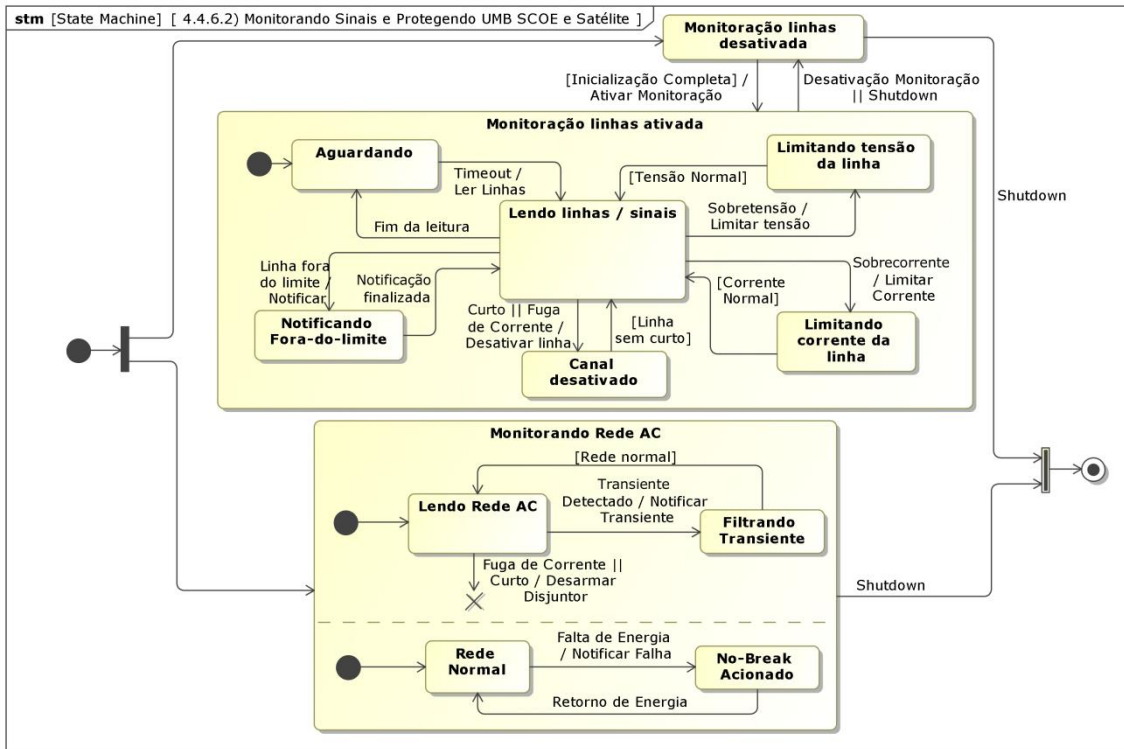 stm [State Machine] [ 4.4.6.2) Monitorando Sinais e Protegendo UMB SCOE e Satélite ]
Monitoração linhas
desativada
[Inicialização Completa] /
Ativar Monitoração
Desativação Monitoração
|| Shutdown
Shutdown
Monitoração linhas ativada
Aguardando
Timeout /
Ler Linhas
[Tensão Normal]
Limitando tensão
da linha
Lendo linhas / sinais
Sobretensão /
Limitar tensão
Fim da leitura
Linha fora
do limite /
Notificar
Notificação
finalizada
Notificando
Fora-do-limite
Curto || Fuga
de Corrente /
Desativar linha
[Linha
sem curto]
Canal
desativado
[Corrente
Normal]
Sobrecorrente
/ Limitar
Corrente
Limitando
corrente da
linha
Monitorando Rede AC
[Rede normal]
Lendo Rede AC
Transiente
Detectado / Notificar
Transiente
Filtrando
Transiente
Fuga de Corrente ||
Curto / Desarmar
Disjuntor
Shutdown
Rede
Normal
Falta de Energia
/ Notificar Falha
No-Break
Acionado
Retorno de Energia